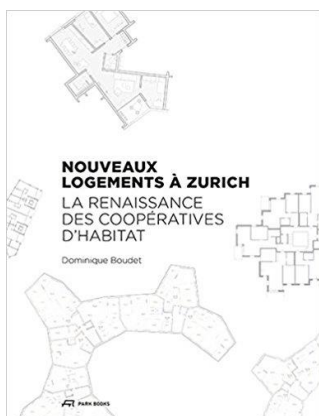 NOUVEAUX
LOGEMENTS À ZURICH
LA RENAISSANCE
DES COOPÉRATIVES
D'HABITAT
Dominique Boudet
PARK BOOKS